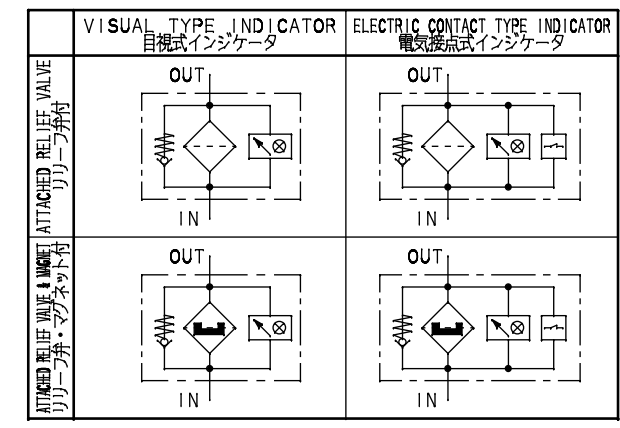 VISUAL TYPE INDICATOR
目視式インジケータ
ELECTRIC CONTACT TYPE INDICATOR
電気接点式インジケータ
ATTACHED RELIEF VALVE
リリーフ弁付
OUT
IN
OUT
IN
ATTACHED RELIEF VALVE & MAGNET
リリーフ弁・マグネット付
OUT
IN
OUT
IN